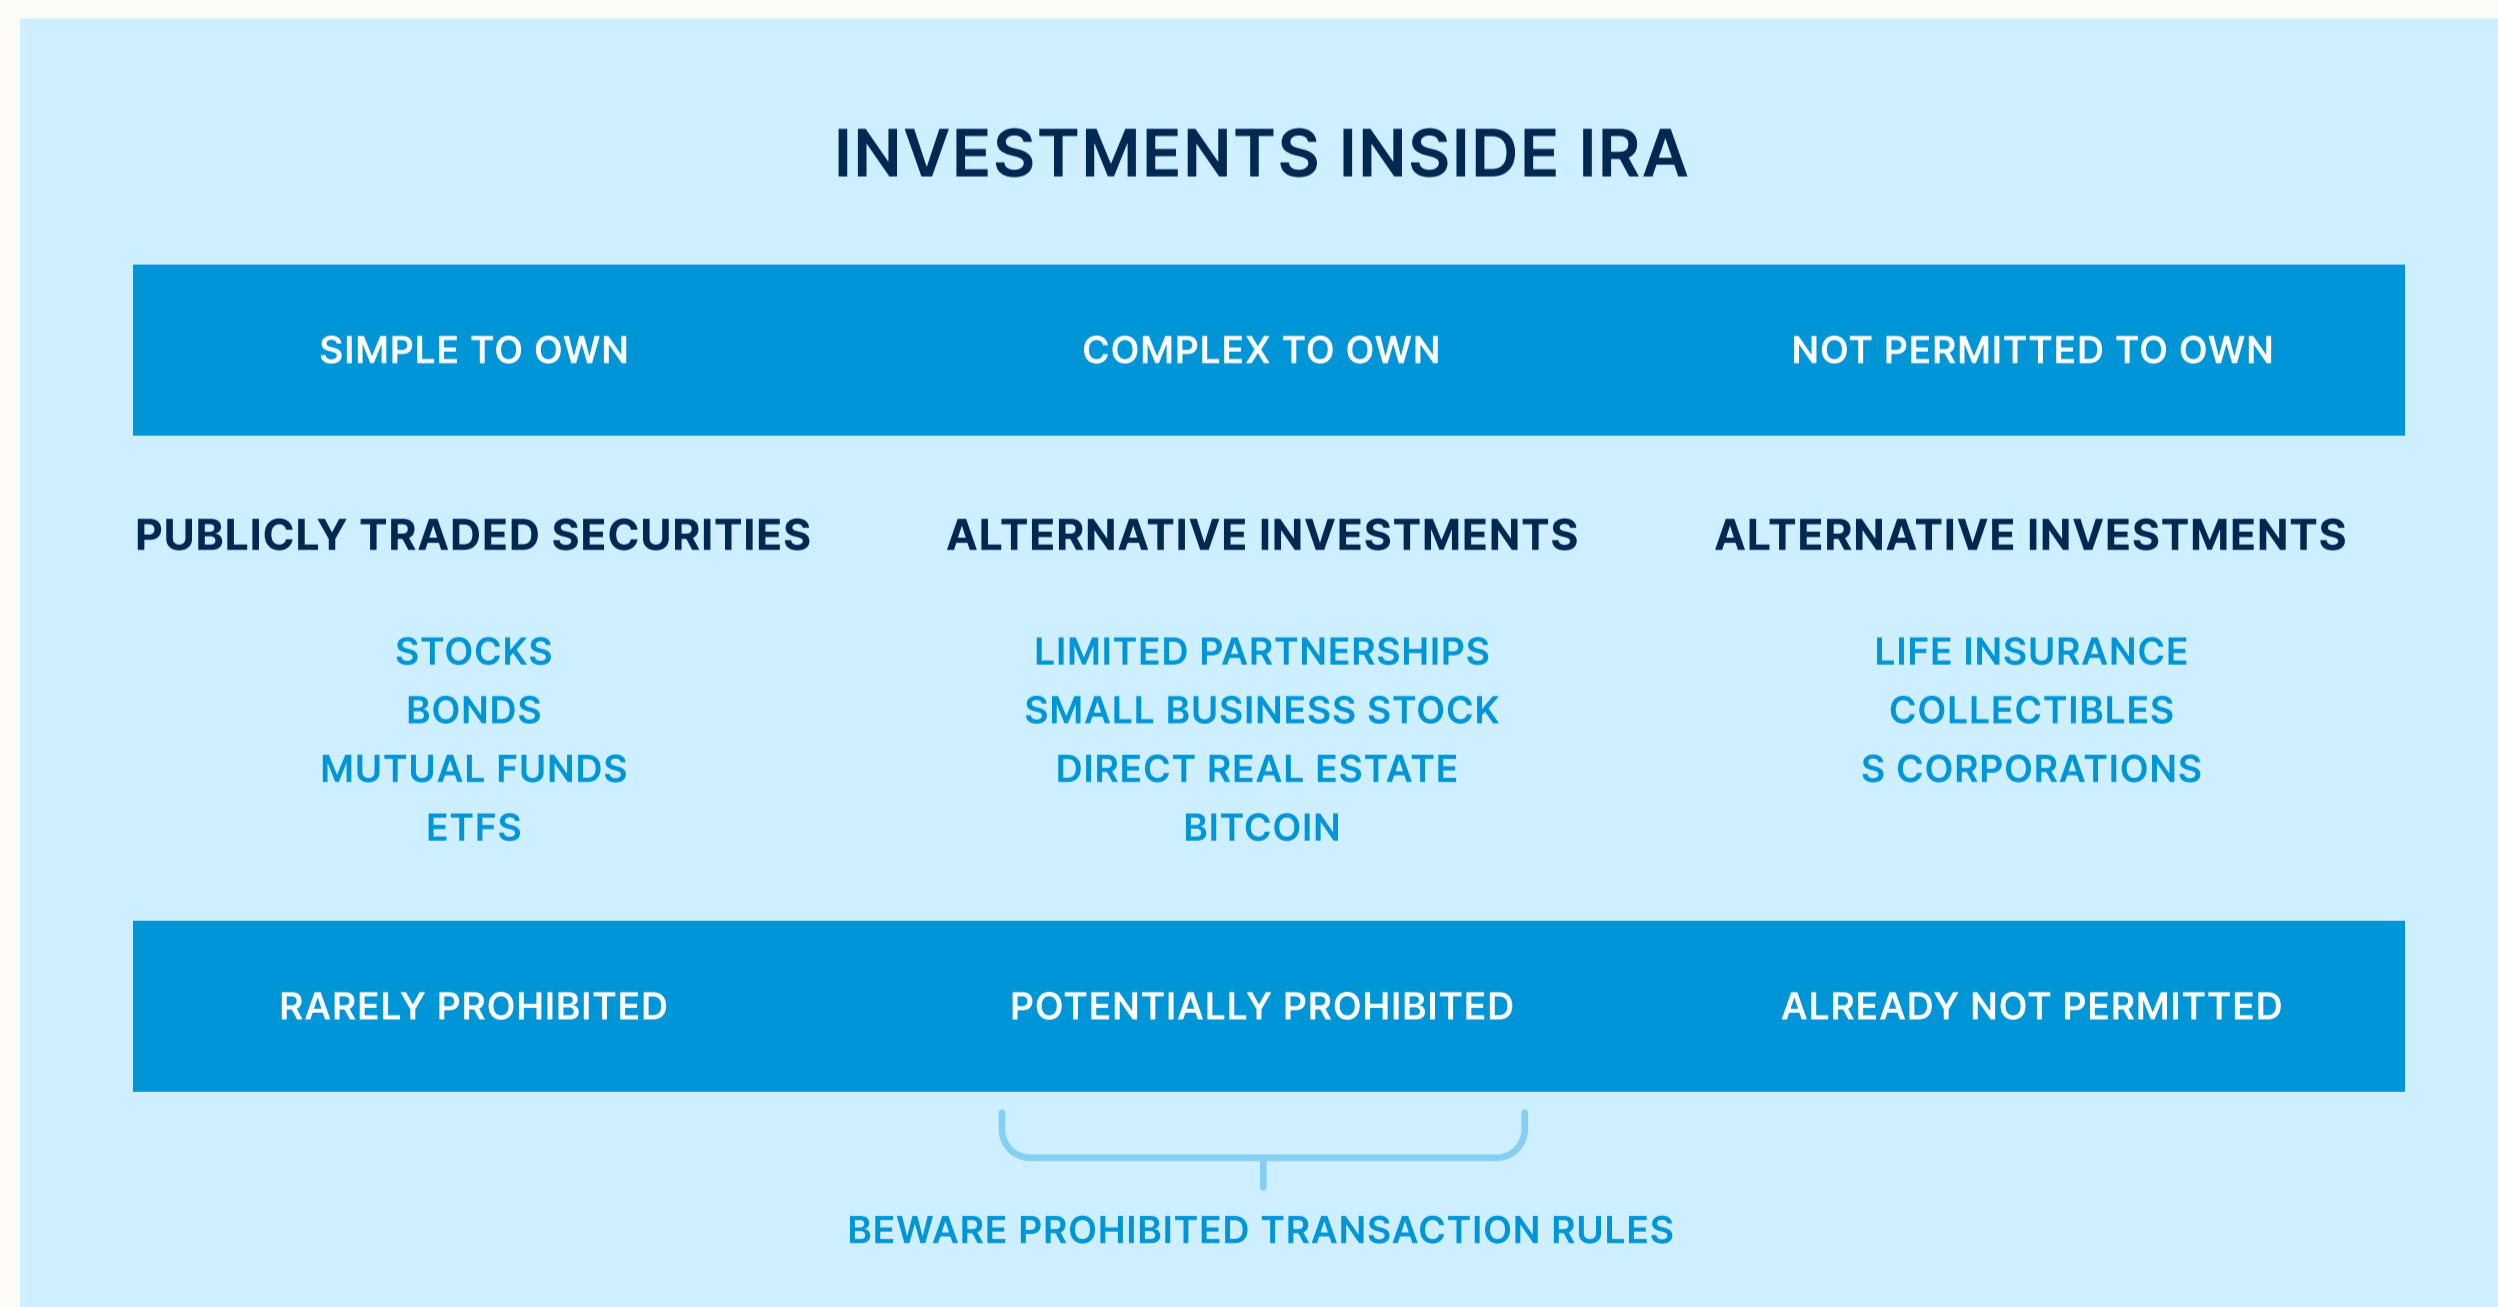 INVESTMENTS INSIDE IRA
SIMPLE TO OWN
COMPLEX TO OWN
NOT PERMITTED TO OWN
PUBLICLY TRADED SECURITIES
ALTERNATIVE INVESTMENTS
ALTERNATIVE INVESTMENTS
STOCKS
BONDS
MUTUAL FUNDS
ETFS
LIMITED PARTNERSHIPS
SMALL BUSINESS STOCK
DIRECT REAL ESTATE
BITCOIN
LIFE INSURANCE
COLLECTIBLES
S CORPORATIONS
RARELY PROHIBITED
POTENTIALLY PROHIBITED
ALREADY NOT PERMITTED
BEWARE PROHIBITED TRANSACTION RULES